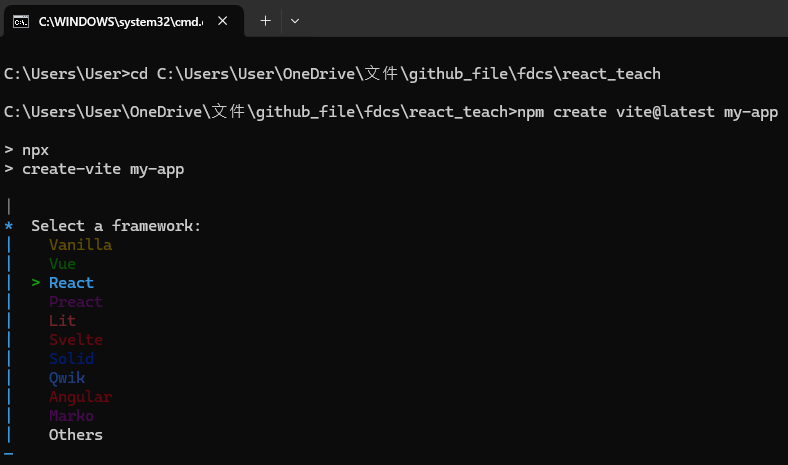 C:\WINDOWS\system32\cmd.e
C:\Users\User>cd C:\Users\User\OneDrive\文件\github_file\fdcs\react_teach
C:\Users\User\OneDrive\文件\github_file\fdcs\react_teach>npm create vite@latest my-app
> npx
> create-vite my-app
|
* Select a framework:
| Vanilla
| Vue
| > React
| Preact
| Lit
| Svelte
| Solid
| Qwik
| Angular
| Marko
| Others
—